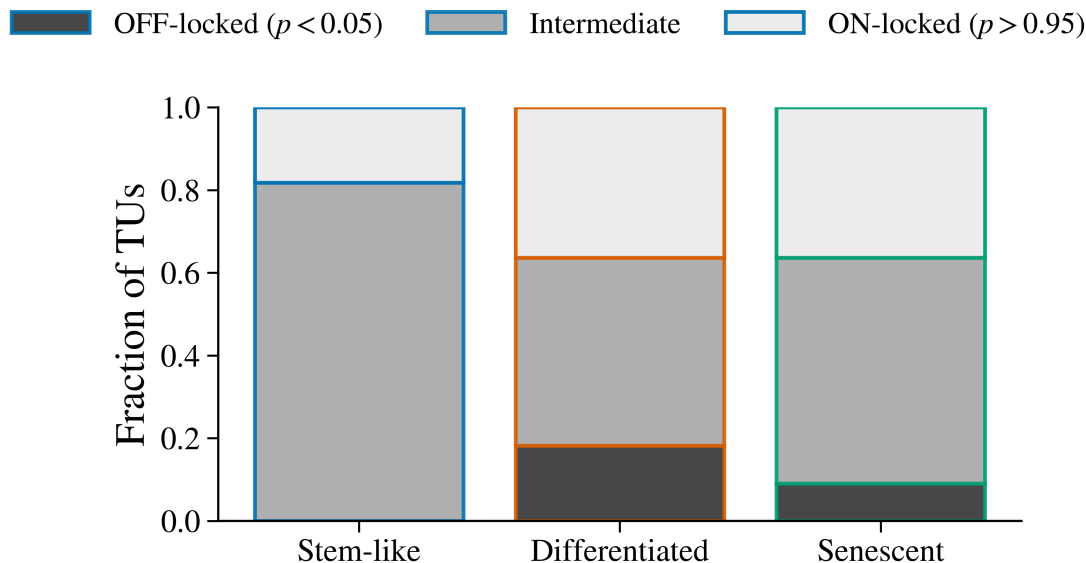 OFF-locked (p < 0.05)
Intermediate
ON-locked (p > 0.95)
Fraction of TUs
1.0
0.8
0.6
0.4
0.2
0.0
Stem-like
Differentiated
Senescent